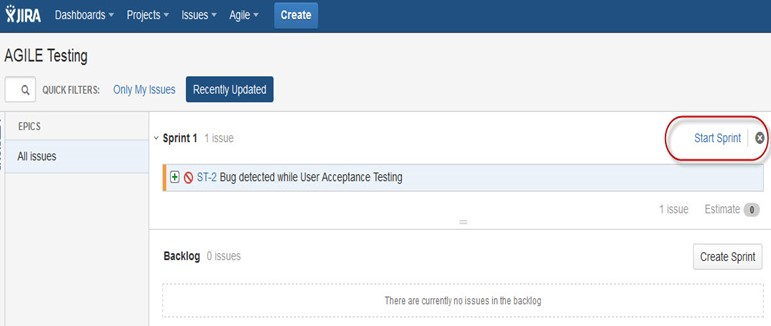 JIRA Dashboards Projects Issues Agile Create
AGILE Testing
QUICK FILTERS: Only My Issues Recently Updated
EPICS
All issues
Sprint 1 1 issue Start Sprint
ST-2 Bug detected while User Acceptance Testing
1 issue Estimate 0
Backlog 0 issues Create Sprint
There are currently no issues in the backlog